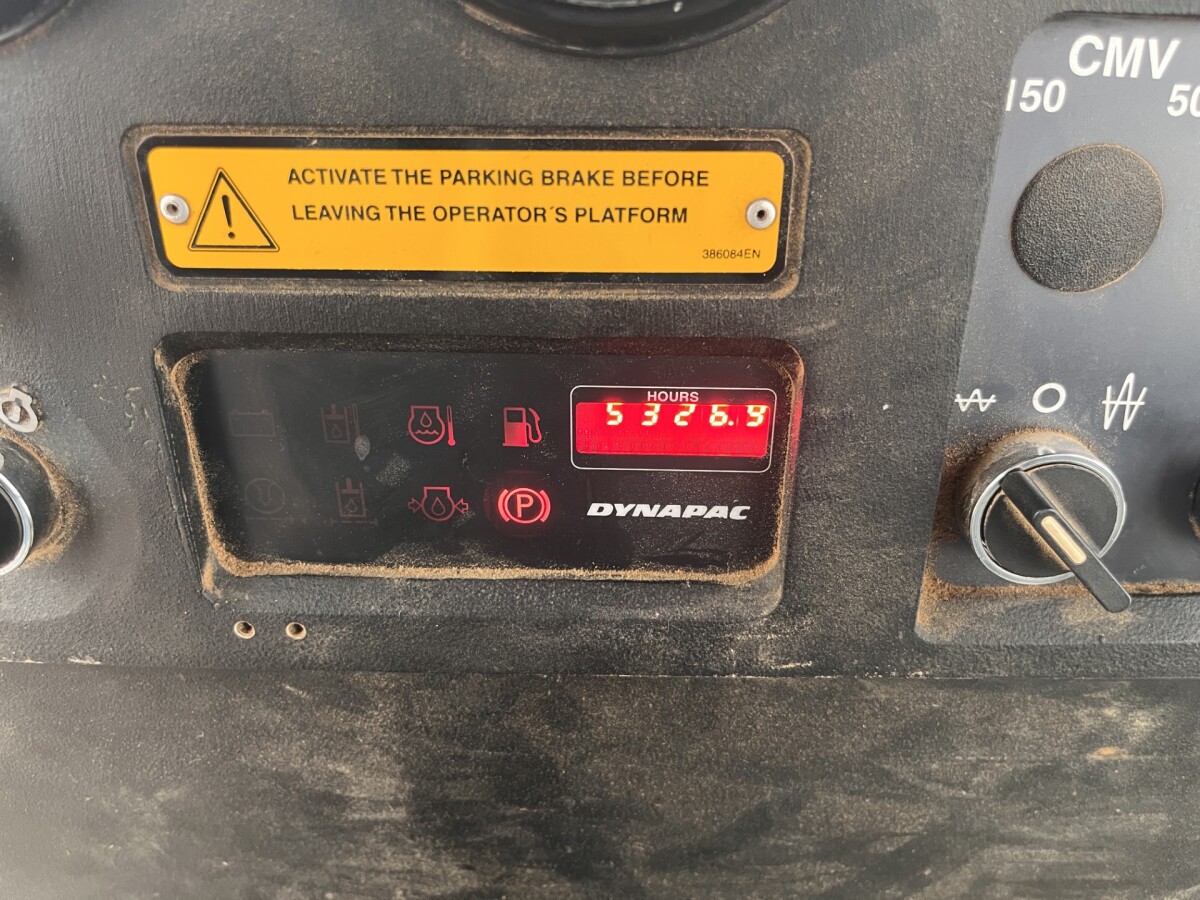 CMV
150 50
ACTIVATE THE PARKING BRAKE BEFORE
LEAVING THE OPERATOR´S PLATFORM
386084EN
HOURS
5326.9
P
DYNAPAC